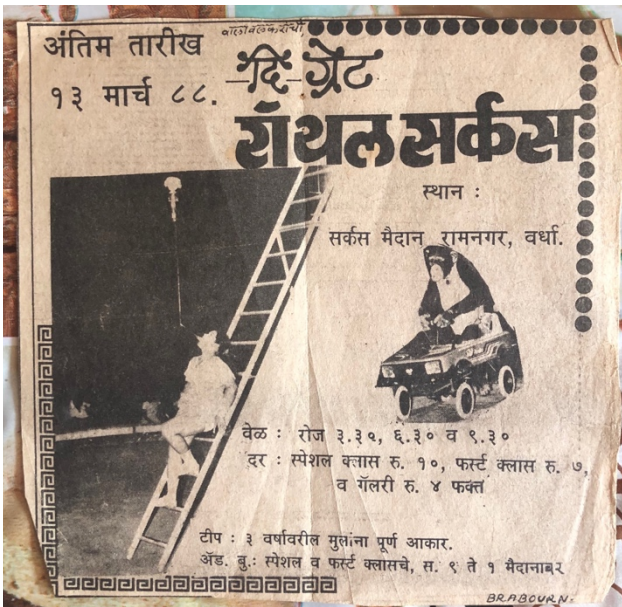 अंतिम तारीख
१३ मार्च ८८.
दि ग्रेट
रॉयल सर्कस
स्थान :
सर्कस मैदान रामनगर, वर्धा.
वेळ : रोज ३.३०, ६.३० व ९.३०
दर : स्पेशल क्लास रु. १०, फर्स्ट क्लास रु. ७,
व गॅलरी रु. ४ फक्त
टीप : ३ वर्षावरील मुलांना पूर्ण आकार.
ॲड. बु.: स्पेशल व फर्स्ट क्लासचे, स. ९ ते १ मैदानावर
BRABOURN.